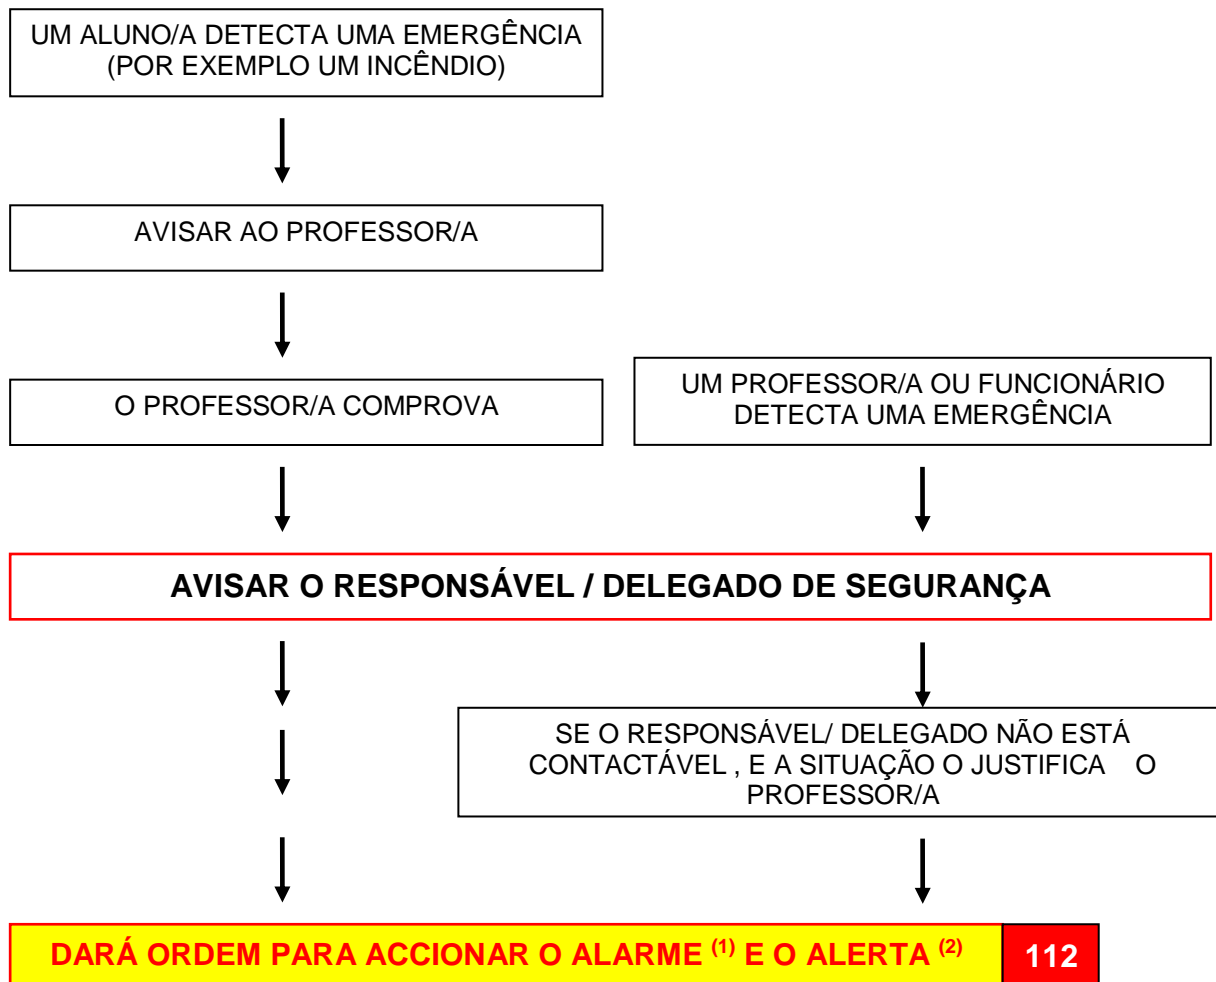 UM ALUNO/A DETECTA UMA EMERGÊNCIA
(POR EXEMPLO UM INCÊNDIO)
AVISAR AO PROFESSOR/A
O PROFESSOR/A COMPROVA
UM PROFESSOR/A OU FUNCIONÁRIO
DETECTA UMA EMERGÊNCIA
AVISAR O RESPONSÁVEL / DELEGADO DE SEGURANÇA
SE O RESPONSÁVEL/ DELEGADO NÃO ESTÁ
CONTACTÁVEL , E A SITUAÇÃO O JUSTIFICA O
PROFESSOR/A
DARÁ ORDEM PARA ACCIONAR O ALARME (1) E O ALERTA (2) 112